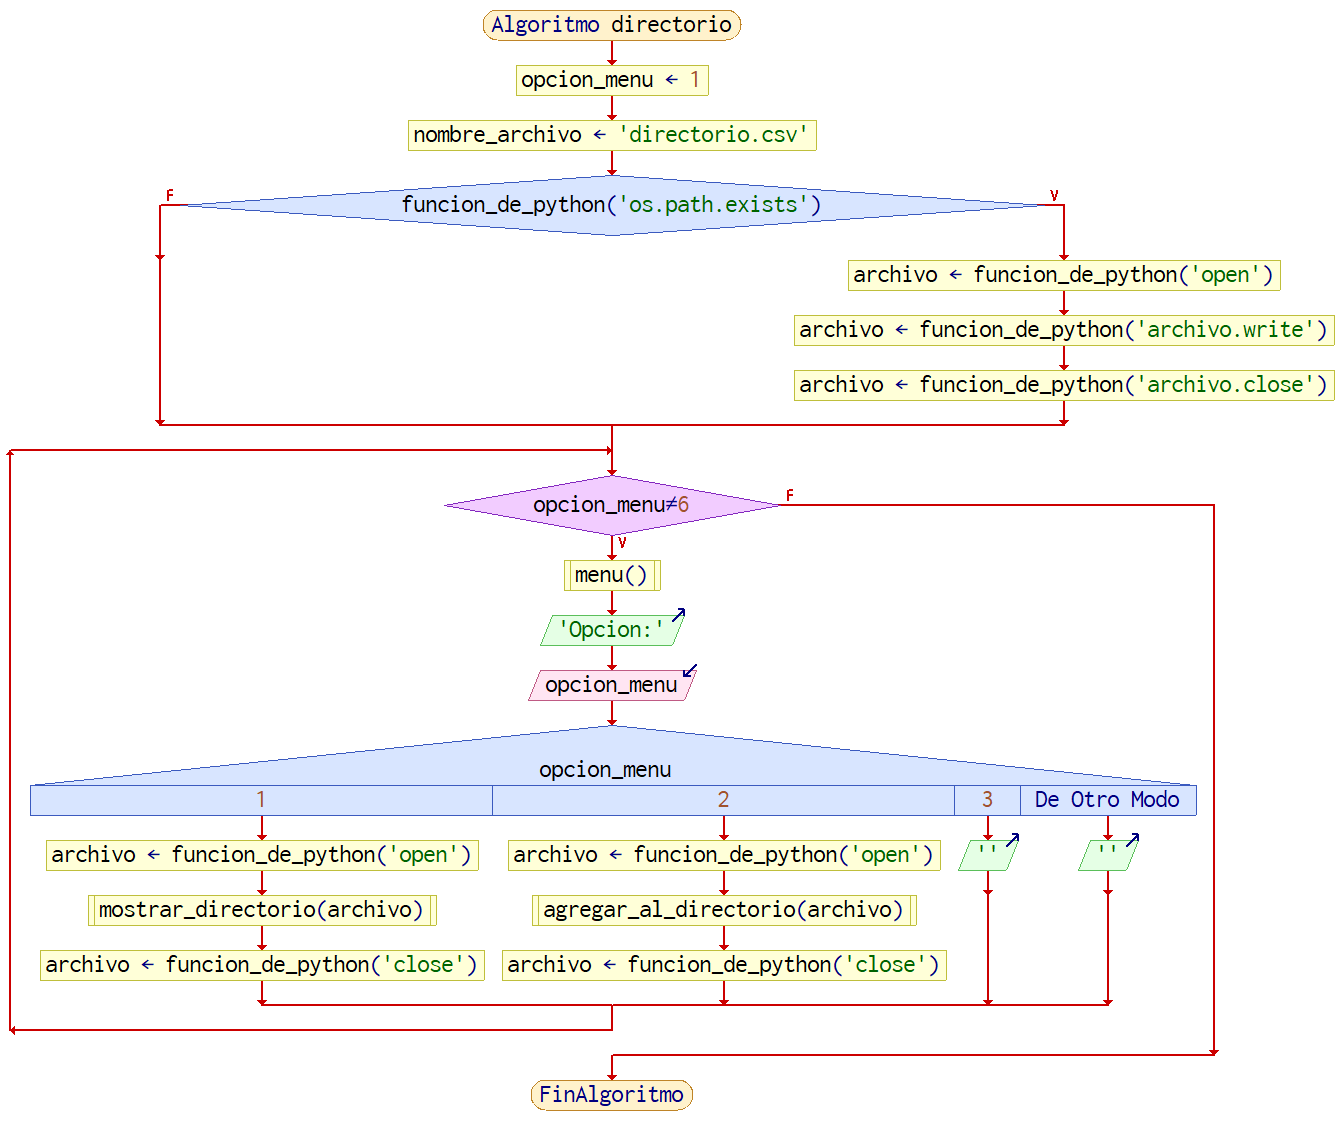 Algoritmo directorio
opcion_menu ← 1
nombre_archivo ← 'directorio.csv'
F
V
funcion_de_python('os.path.exists')
archivo ← funcion_de_python('open')
archivo ← funcion_de_python('archivo.write')
archivo ← funcion_de_python('archivo.close')
opcion_menu≠6
F
V
menu()
'Opcion:'
opcion_menu
opcion_menu
1 2 3 De Otro Modo
archivo ← funcion_de_python('open') archivo ← funcion_de_python('open') '' ''
mostrar_directorio(archivo) agregar_al_directorio(archivo)
archivo ← funcion_de_python('close') archivo ← funcion_de_python('close')
FinAlgoritmo